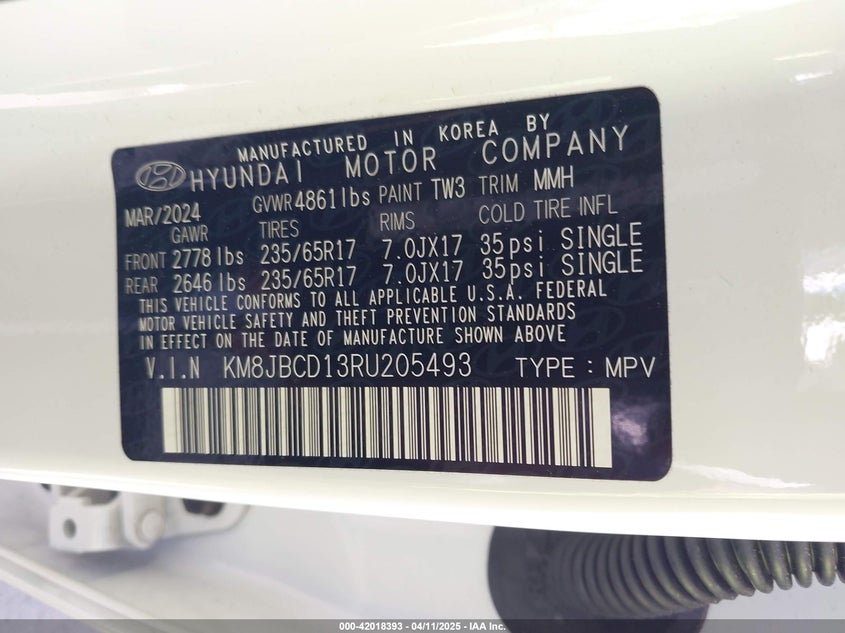 MANUFACTURED IN KOREA BY
HYUNDAI MOTOR COMPANY
MAR/2024 GVWR 4861lbs PAINT TW3 TRIM MMH
GAWR TIRES RIMS COLD TIRE INFL
FRONT 2778 lbs 235/65R17 7.0JX17 35psi SINGLE
REAR 2646 lbs 235/65R17 7.0JX17 35psi SINGLE
THIS VEHICLE CONFORMS TO ALL APPLICABLE U.S.A. FEDERAL
MOTOR VEHICLE SAFETY AND THEFT PREVENTION STANDARDS
IN EFFECT ON THE DATE OF MANUFACTURE SHOWN ABOVE
V.I.N KM8JBCD13RU205493 TYPE : MPV
000-42018393 - 04/11/2025 - IAA Inc.